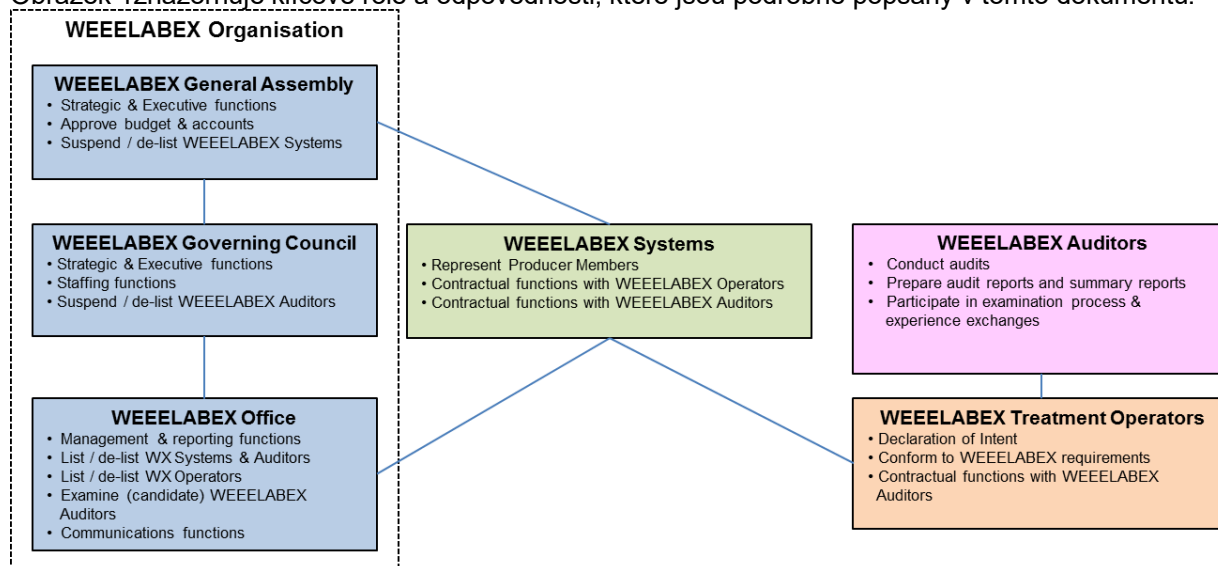 Obrázek 1znázorňuje klíčové role a odpovědnosti, které jsou podrobně popsány v tomto dokumentu.
WEEELABEX Organisation
WEEELABEX General Assembly
• Strategic & Executive functions
• Approve budget & accounts
• Suspend / de-list WEEELABEX Systems
WEEELABEX Governing Council
• Strategic & Executive functions
• Staffing functions
• Suspend / de-list WEEELABEX Auditors
WEEELABEX Systems
• Represent Producer Members
• Contractual functions with WEEELABEX Operators
• Contractual functions with WEEELABEX Auditors
WEEELABEX Auditors
• Conduct audits
• Prepare audit reports and summary reports
• Participate in examination process &
experience exchanges
WEEELABEX Office
• Management & reporting functions
• List / de-list WX Systems & Auditors
• List / de-list WX Operators
• Examine (candidate) WEEELABEX
Auditors
• Communications functions
WEEELABEX Treatment Operators
• Declaration of Intent
• Conform to WEEELABEX requirements
• Contractual functions with WEEELABEX
Auditors